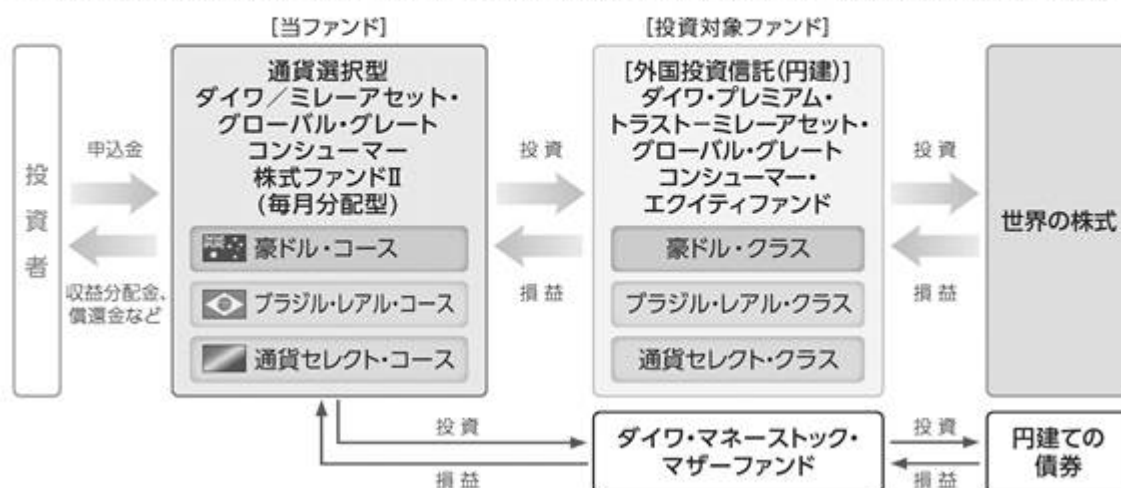 [当ファンド]
[投資対象ファンド]
投資者
申込金
収益分配金、
償還金など
通貨選択型
ダイワ／ミレーアセット・
グローバル・グレート
コンシューマー
株式ファンドⅡ
(毎月分配型)
豪ドル・コース
ブラジル・レアル・コース
通貨セレクト・コース
投資
損益
[外国投資信託(円建)]
ダイワ・プレミアム・
トラスト－ミレーアセット・
グローバル・グレート
コンシューマー・
エクイティファンド
豪ドル・クラス
ブラジル・レアル・クラス
通貨セレクト・クラス
投資
損益
世界の株式
投資
損益
ダイワ・マネーストック・
マザーファンド
投資
損益
円建ての
債券